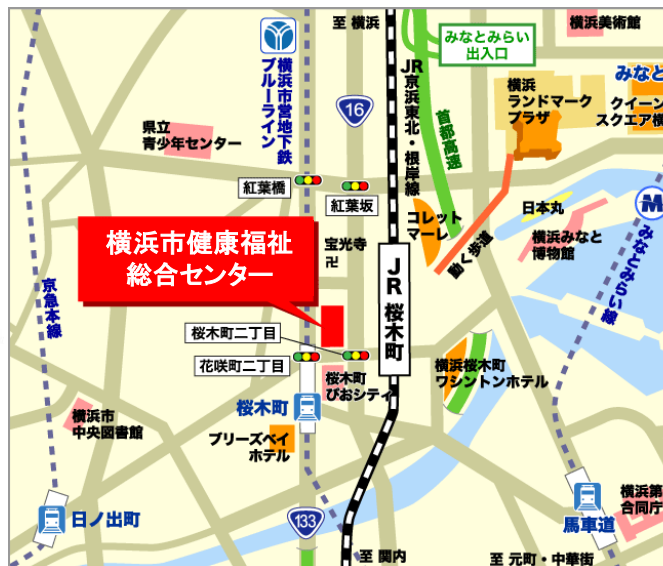 至 横浜
みなとみらい
出入口
横浜美術館
横浜市営地下鉄
ブルーライン
16
JR京浜東北・根岸線
首都高速
横浜
ランドマーク
プラザ
みなと
クイーン
スクエア横
県立
青少年センター
紅葉橋
紅葉坂
コレット
マーレ
動く歩道
日本丸
横浜みなと
博物館
M
みなとみらい線
横浜市健康福祉
総合センター
宝光寺
卍
京急本線
JR 桜木町
桜木町二丁目
花咲町二丁目
桜木町
ぴおシティ
横浜桜木町
ワシントンホテル
桜木町
横浜市
中央図書館
ブリーズベイ
ホテル
日ノ出町
133
馬車道
横浜第
合同庁
至 関内
至 元町・中華街